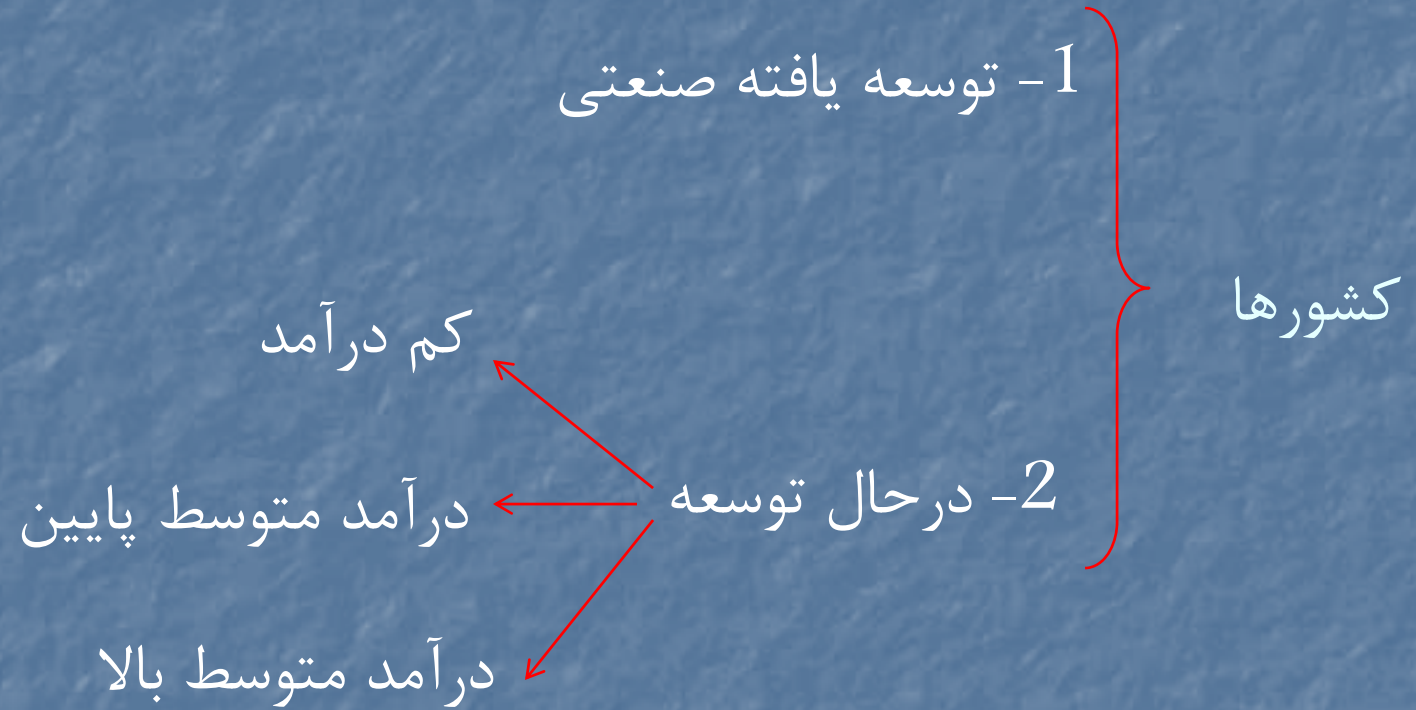 کشورها
1- توسعه یافته صنعتی
2- درحال توسعه
کم درآمد
درآمد متوسط پایین
درآمد متوسط بالا